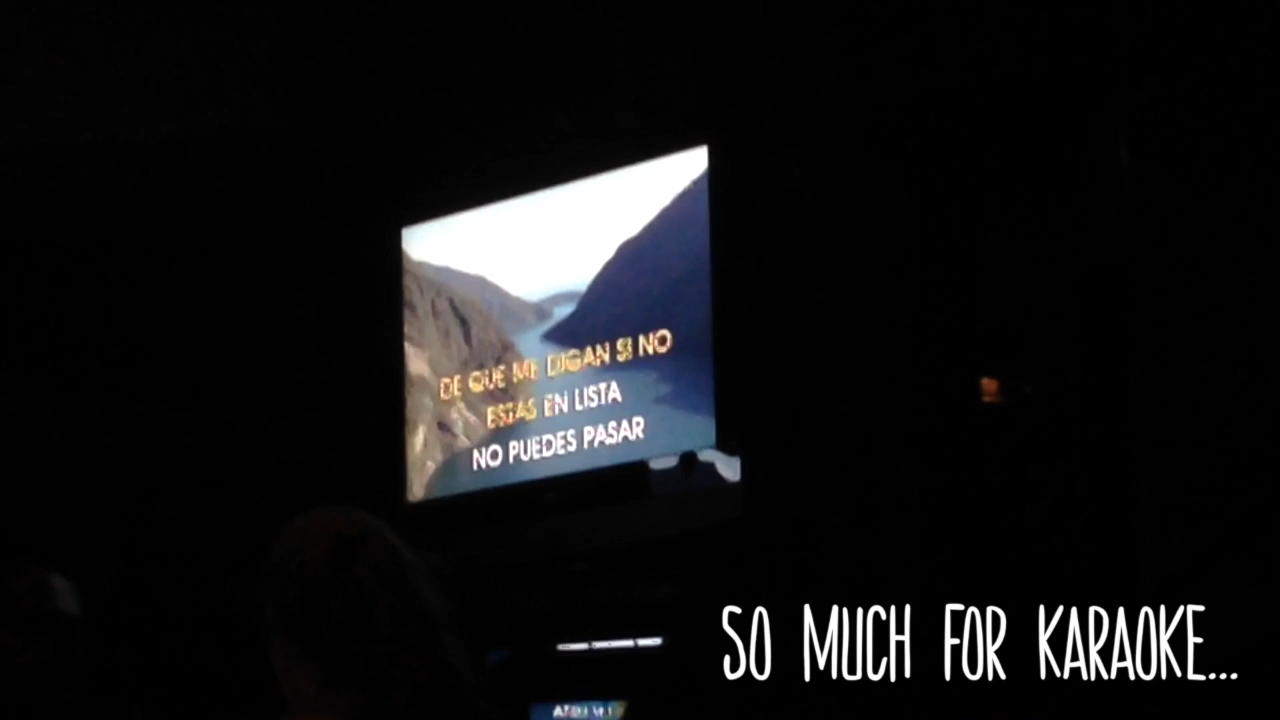 DE QUE ME DIGAN SI NO
ESTAS EN LISTA
NO PUEDES PASAR
SO MUCH FOR KARAOKE...